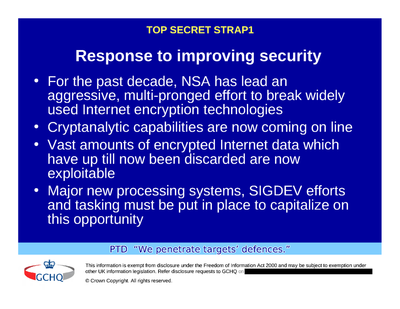 TOP SECRET STRAP1
Response to improving security
• For the past decade, NSA has lead an
aggressive, multi-pronged effort to break widely
used Internet encryption technologies
• Cryptanalytic capabilities are now coming on line
• Vast amounts of encrypted Internet data which
have up till now been discarded are now
exploitable
• Major new processing systems, SIGDEV efforts
and tasking must be put in place to capitalize on
this opportunity
PTD "We penetrate targets' defences."
GCHQ
This information is exempt from disclosure under the Freedom of Information Act 2000 and may be subject to exemption under
other UK information legislation. Refer disclosure requests to GCHQ on
© Crown Copyright. All rights reserved.